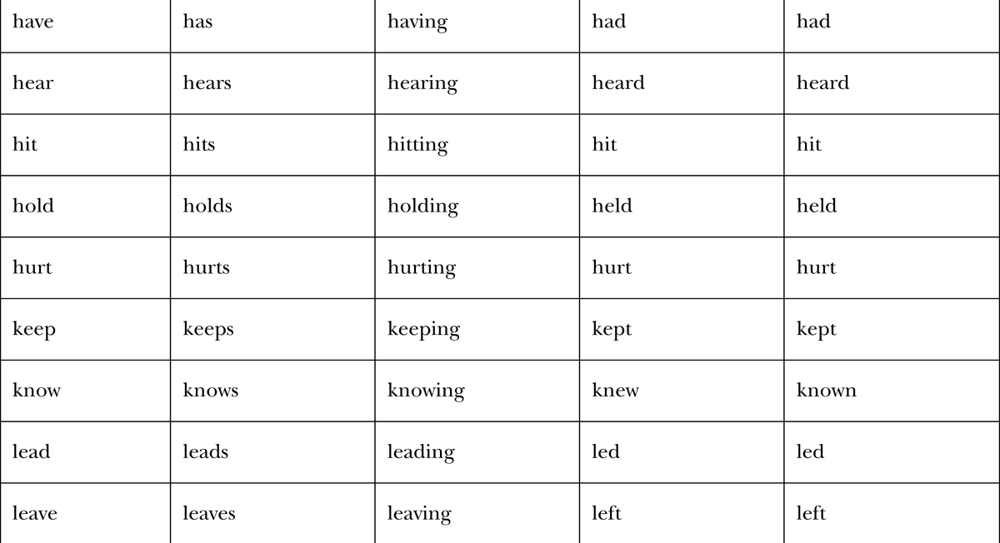 have has having had had
hear hears hearing heard heard
hit hits hitting hit hit
hold holds holding held held
hurt hurts hurting hurt hurt
keep keeps keeping kept kept
know knows knowing knew known
lead leads leading led led
leave leaves leaving left left